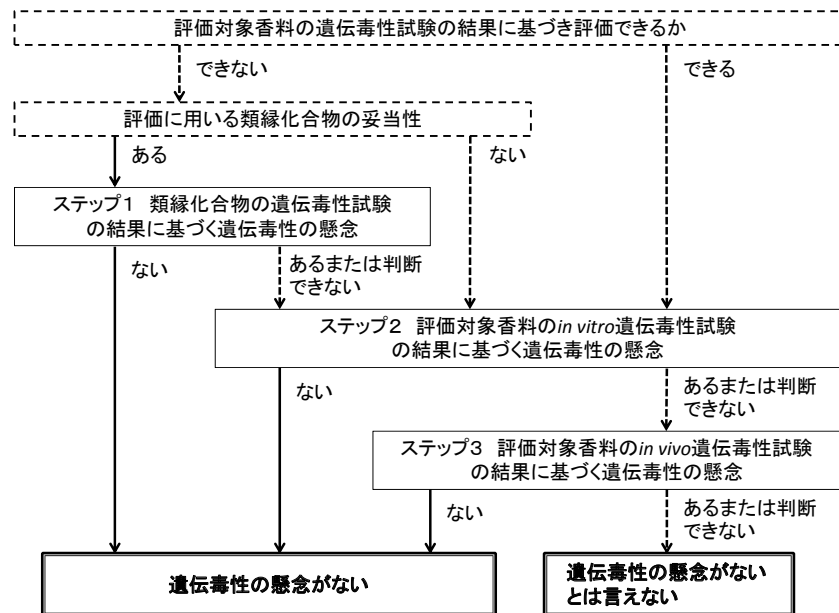 評価対象香料の遺伝毒性試験の結果に基づき評価できるか
できない
できる
評価に用いる類縁化合物の妥当性
ある
ない
ステップ1 類縁化合物の遺伝毒性試験
の結果に基づく遺伝毒性の懸念
ない
あるまたは判断
できない
ステップ2 評価対象香料のin vitro遺伝毒性試験
の結果に基づく遺伝毒性の懸念
ない
あるまたは判断
できない
ステップ3 評価対象香料のin vivo遺伝毒性試験
の結果に基づく遺伝毒性の懸念
ない
あるまたは判断
できない
遺伝毒性の懸念がない
遺伝毒性の懸念がない
とは言えない